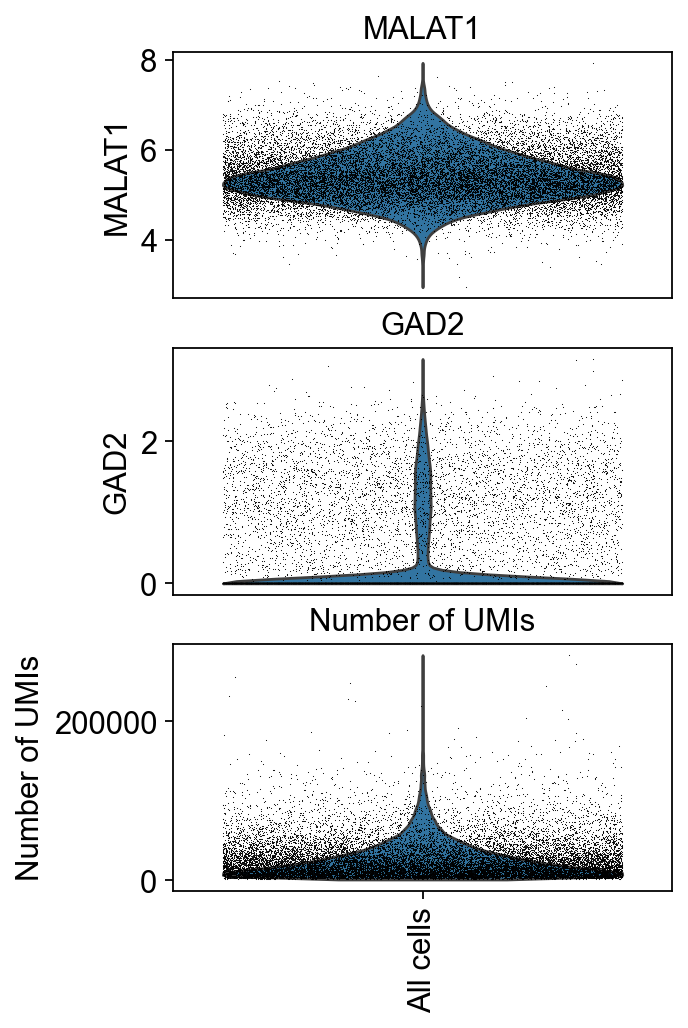 MALAT1
8
6
4
MALAT1
GAD2
2
0
GAD2
Number of UMIs
200000
0
Number of UMIs
All cells